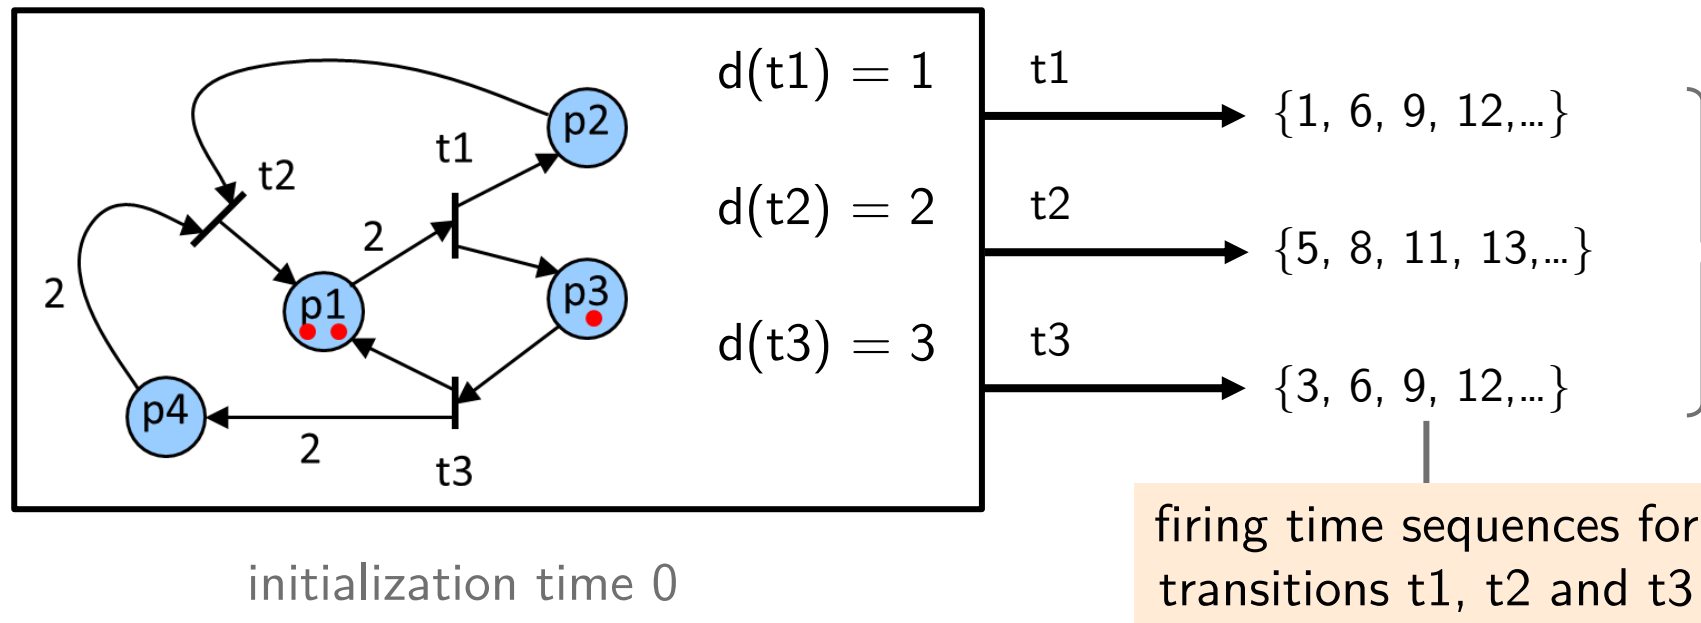 d(t1) = 1
t1
{1, 6, 9, 12,...}
p2
t1
t2
d(t2) = 2
t2
{5, 8, 11, 13,...}
2
2
p1
p3
d(t3) = 3
t3
{3, 6, 9, 12,...}
p4
2
t3
firing time sequences for
transitions t1, t2 and t3
initialization time 0